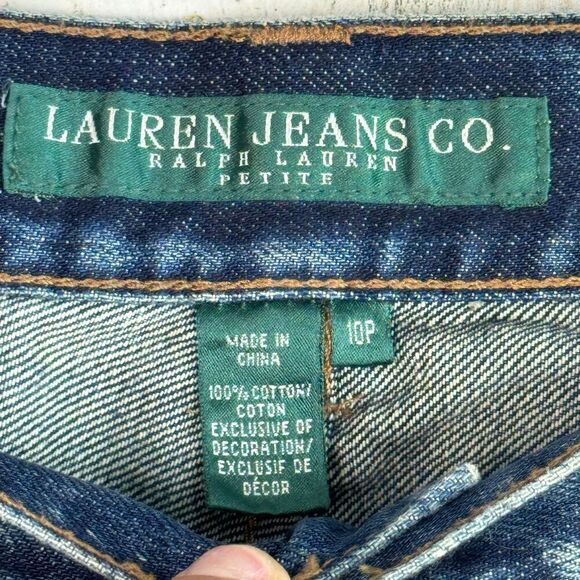 LAUREN JEANS CO.
RALPH LAUREN
PETITE
MADE IN
CHINA
10P
100% COTTON/
COTON
EXCLUSIVE OF
DECORATION/
EXCLUSIF DE
DÉCOR